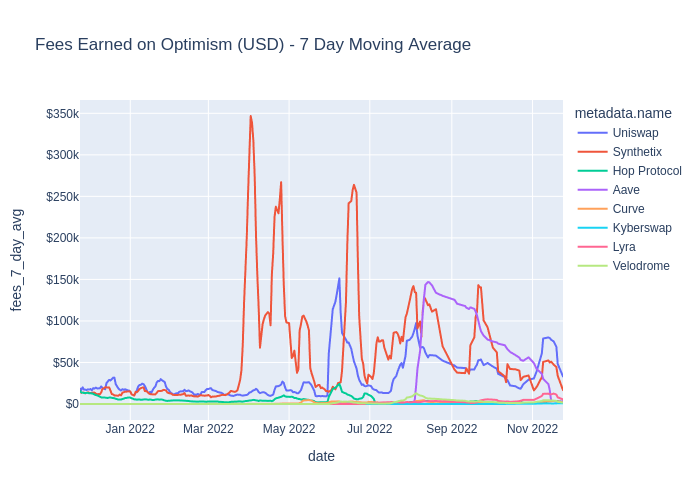 Fees Earned on Optimism (USD) - 7 Day Moving Average
metadata.name
Uniswap
Synthetix
Hop Protocol
Aave
Curve
Kyberswap
Lyra
Velodrome
fees_7_day_avg
$350k
$300k
$250k
$200k
$150k
$100k
$50k
$0
Jan 2022
Mar 2022
May 2022
Jul 2022
Sep 2022
Nov 2022
date